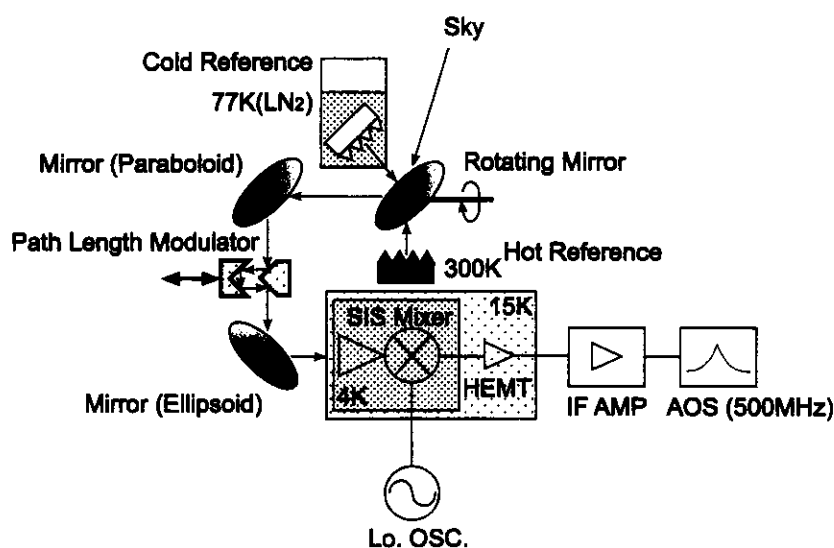 Sky
Cold Reference
77K(LN₂)
Mirror (Paraboloid)
Rotating Mirror
Path Length Modulator
Hot Reference
300K
15K
SIS Mixer
4K
HEMT
Mirror (Ellipsoid)
IF AMP
AOS (500MHz)
Lo. OSC.